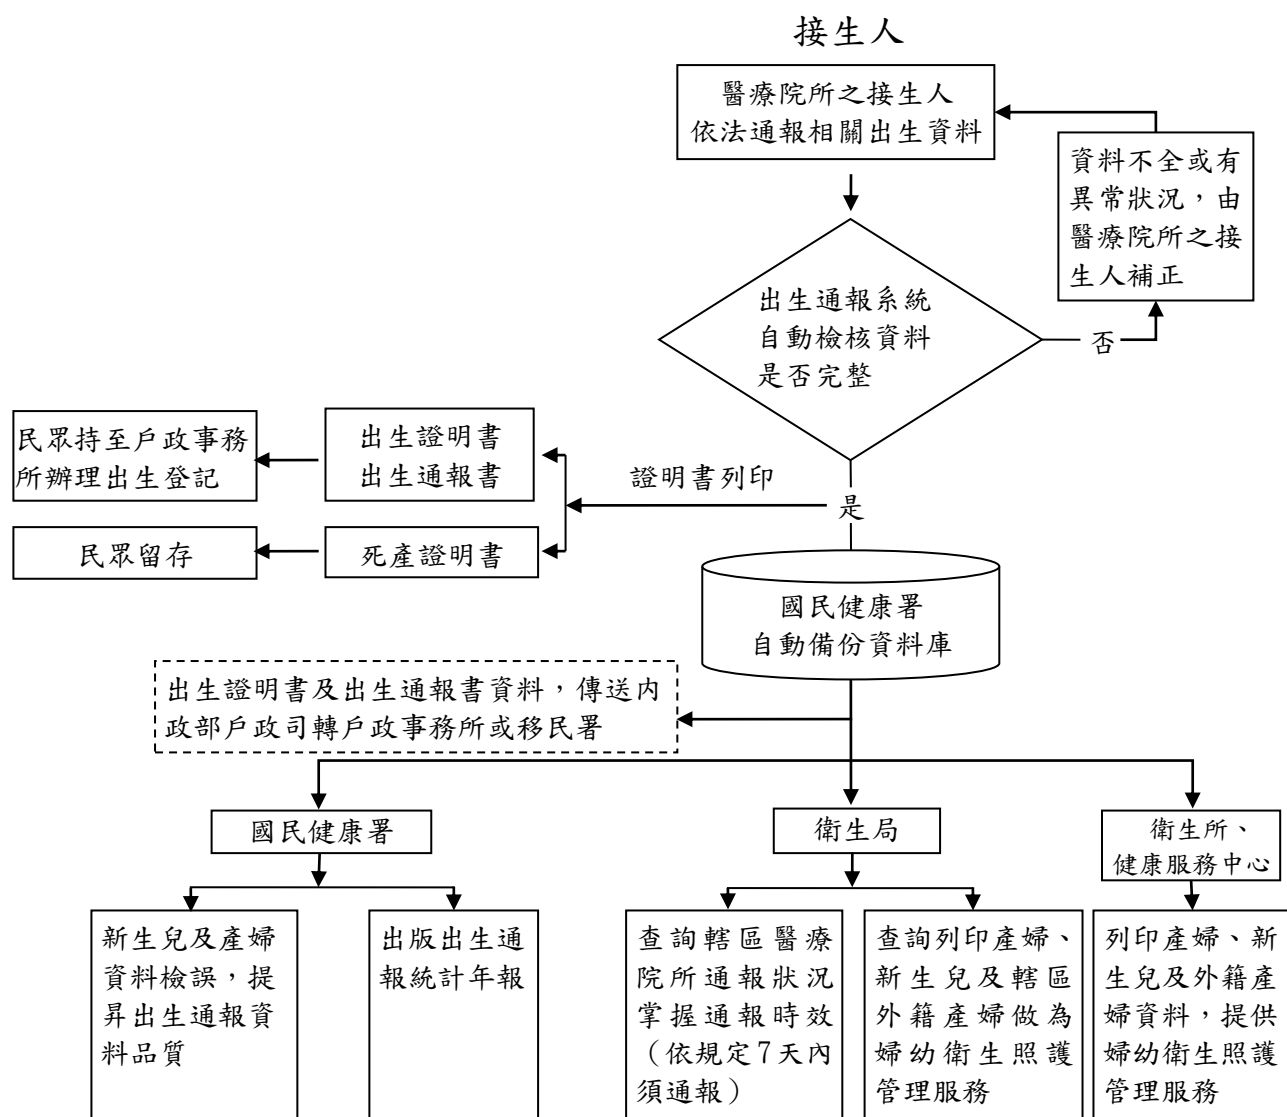 接生人
醫療院所之接生人
依法通報相關出生資料
資料不全或有
異常狀況，由
醫療院所之接
生人補正
出生通報系統
自動檢核資料
是否完整
否
民眾持至戶政事務
所辦理出生登記
出生證明書
出生通報書
證明書列印
是
民眾留存
死產證明書
國民健康署
自動備份資料庫
出生證明書及出生通報書資料，傳送內
政部戶政司轉戶政事務所或移民署
國民健康署
衛生局
衛生所、
健康服務中心
新生兒及產婦
資料檢誤，提
昇出生通報資
料品質
出版出生通
報統計年報
查詢轄區醫療
院所通報狀況
掌握通報時效
（依規定7天內
須通報）
查詢列印產婦、
新生兒及轄區
外籍產婦做為
婦幼衛生照護
管理服務
列印產婦、新
生兒及外籍產
婦資料，提供
婦幼衛生照護
管理服務